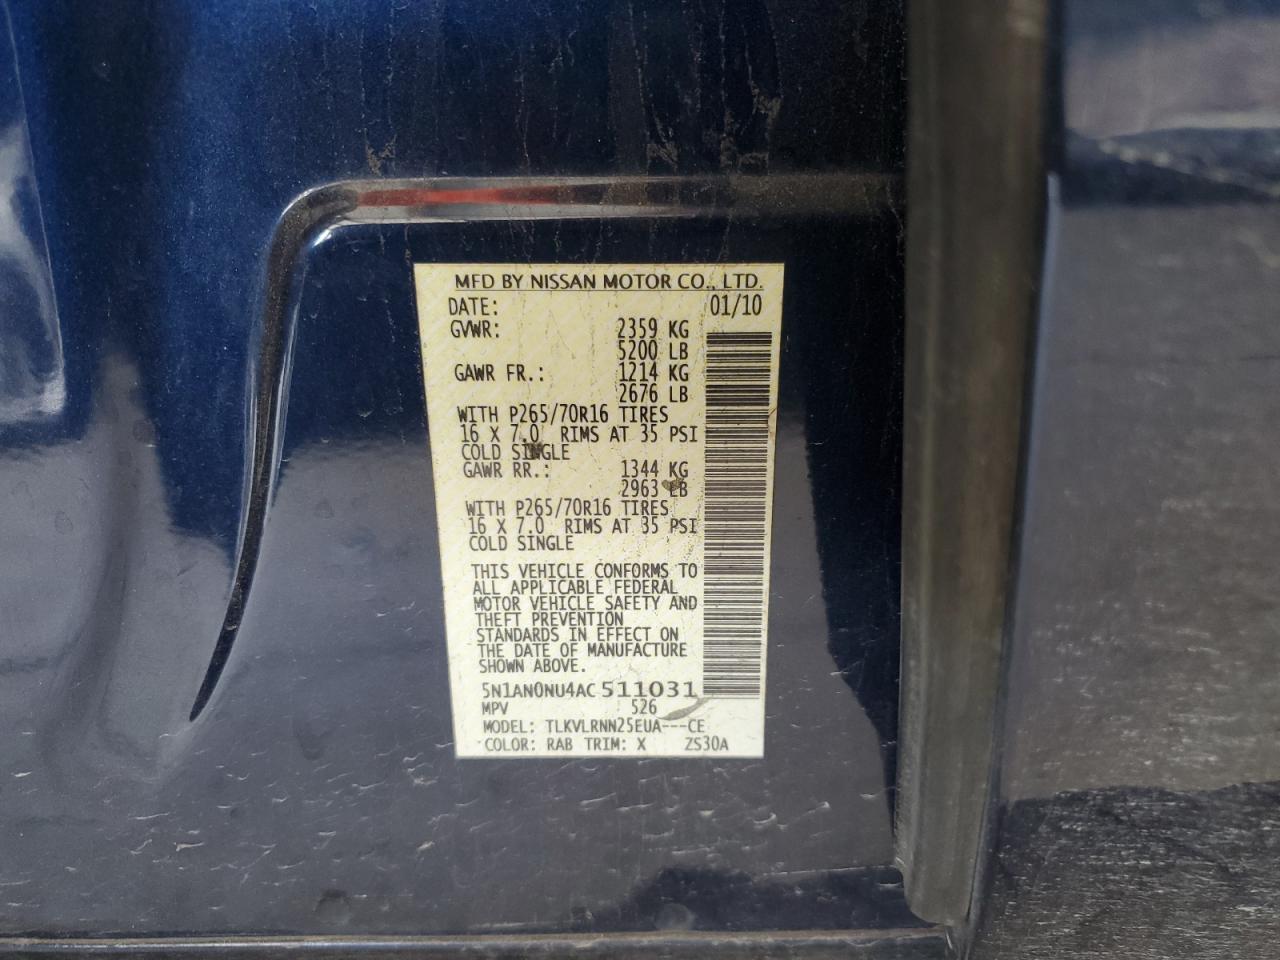 MFD BY NISSAN MOTOR CO., LTD.
DATE: 01/10
GVWR: 2359 KG
5200 LB
GAWR FR.: 1214 KG
2676 LB
WITH P265/70R16 TIRES
16 X 7.0 RIMS AT 35 PSI
COLD SINGLE
GAWR RR.: 1344 KG
2963 LB
WITH P265/70R16 TIRES
16 X 7.0 RIMS AT 35 PSI
COLD SINGLE
THIS VEHICLE CONFORMS TO
ALL APPLICABLE FEDERAL
MOTOR VEHICLE SAFETY AND
THEFT PREVENTION
STANDARDS IN EFFECT ON
THE DATE OF MANUFACTURE
SHOWN ABOVE.
5N1AN0NU4AC511031
MPV 526
MODEL: TLKVLRNN25EUA---CE
COLOR: RAB TRIM: X ZS30A